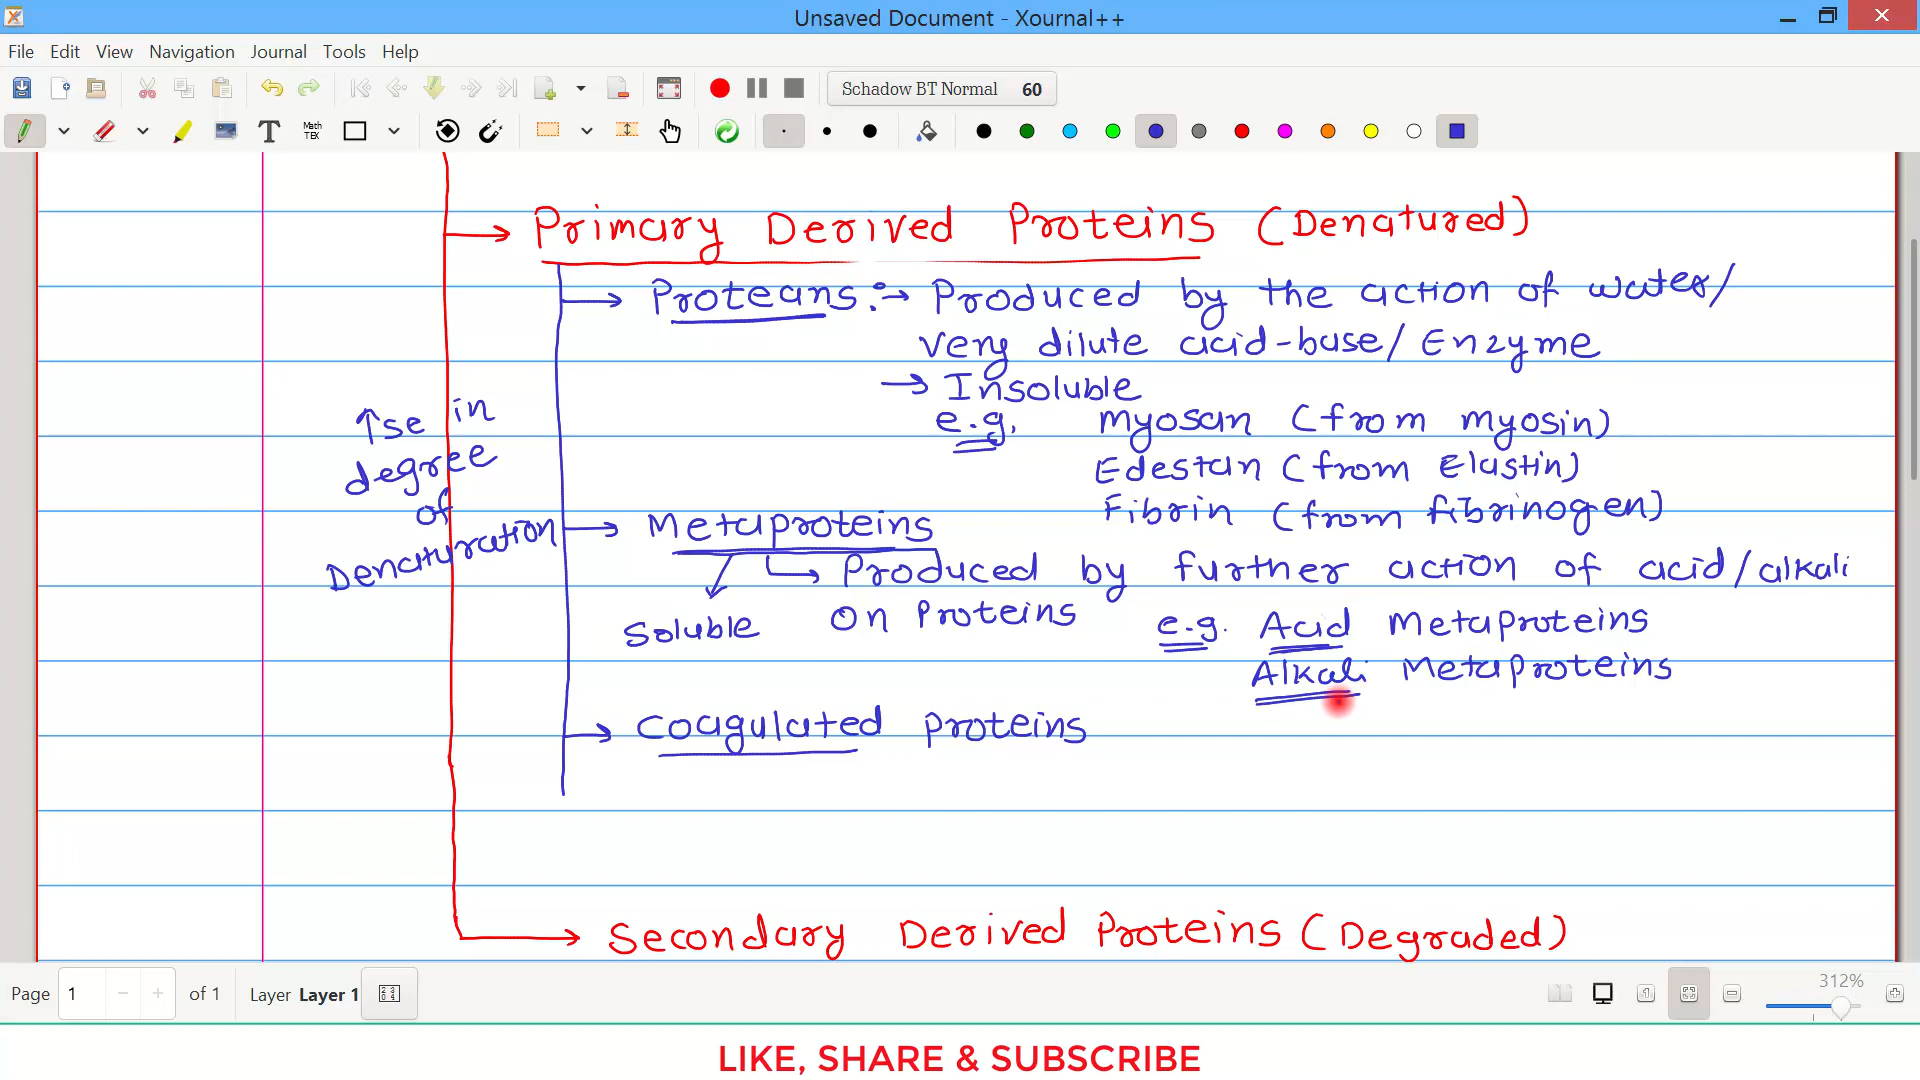 Unsaved Document - Xournal++
File Edit View Navigation Journal Tools Help
Schadow BT Normal 60
Math
TEX
Primary Derived Proteins (Denatured)
Proteans :→ Produced by the action of water/
very dilute acid-base/ Enzyme
→ Insoluble
e.g. Myosan (from myosin)
Edestan (from Elastin)
Fibrin (from fibrinogen)
↑se in
degree
of
Denaturation
Metaproteins
Produced by further action of acid/alkali
on Proteins
Soluble
e.g. Acid Metaproteins
Alkali Metaproteins
Coagulated Proteins
Secondary Derived Proteins (Degraded)
Page 1 of 1 Layer Layer 1
312%
LIKE, SHARE & SUBSCRIBE